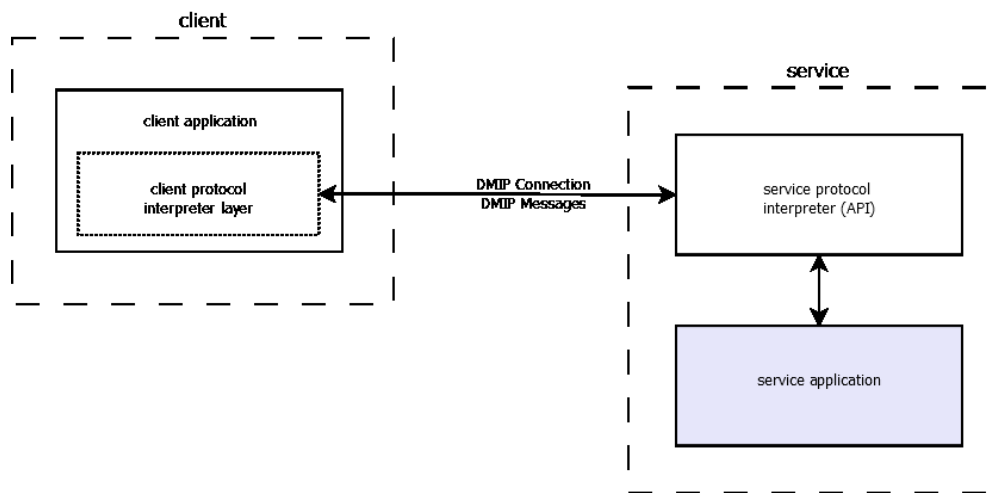 client
service
client application
client protocol
interpreter layer
DMIP Connection
DMIP Messages
service protocol
interpreter (API)
service application